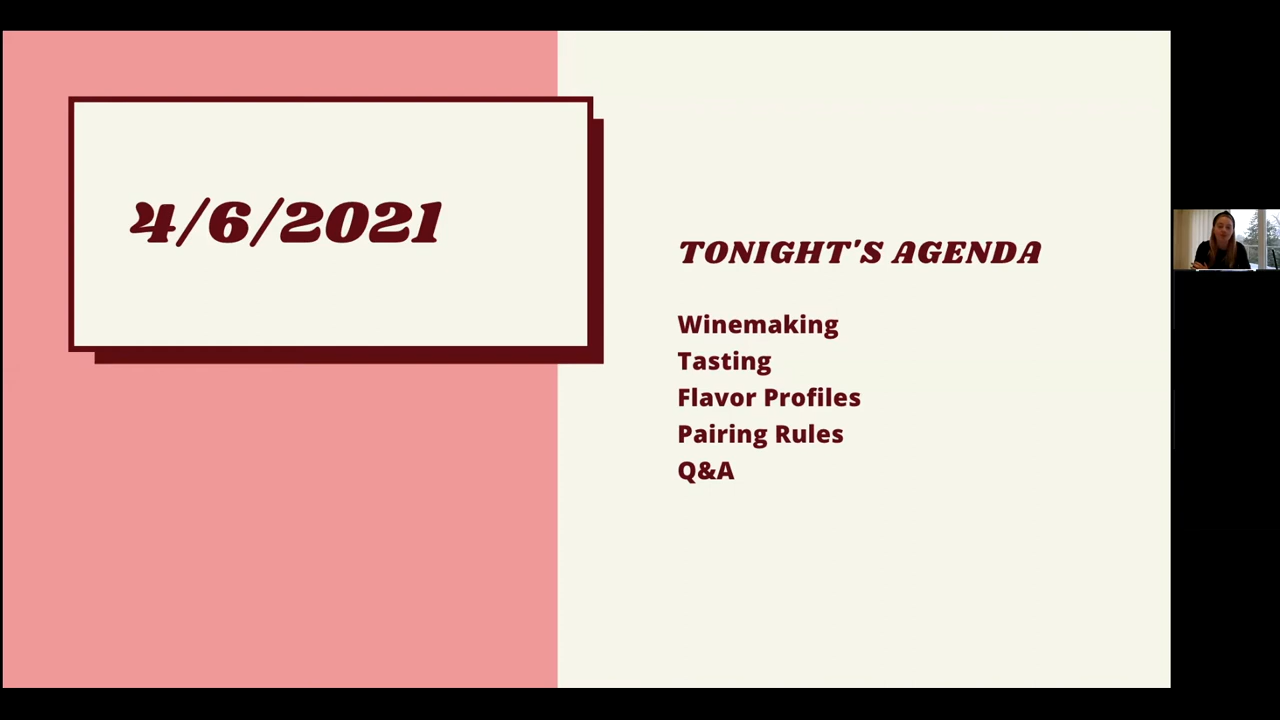 4/6/2021
TONIGHT'S AGENDA
Winemaking
Tasting
Flavor Profiles
Pairing Rules
Q&A